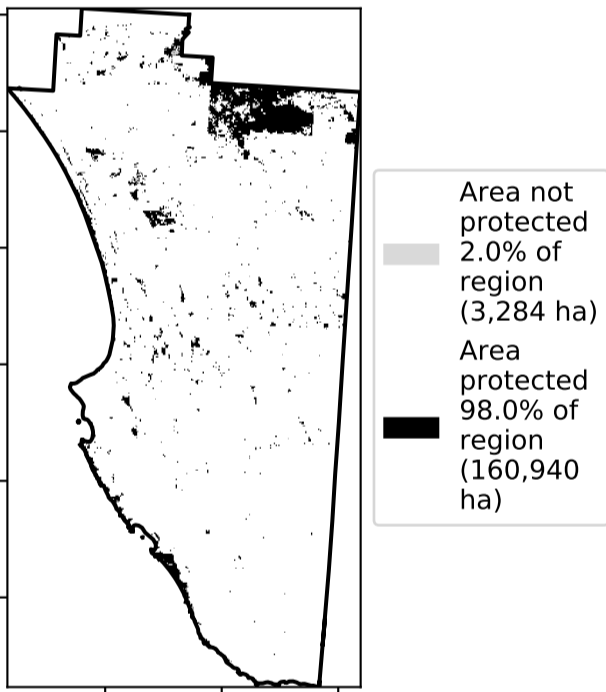 Area not
protected
2.0% of
region
(3,284 ha)
Area
protected
98.0% of
region
(160,940
ha)